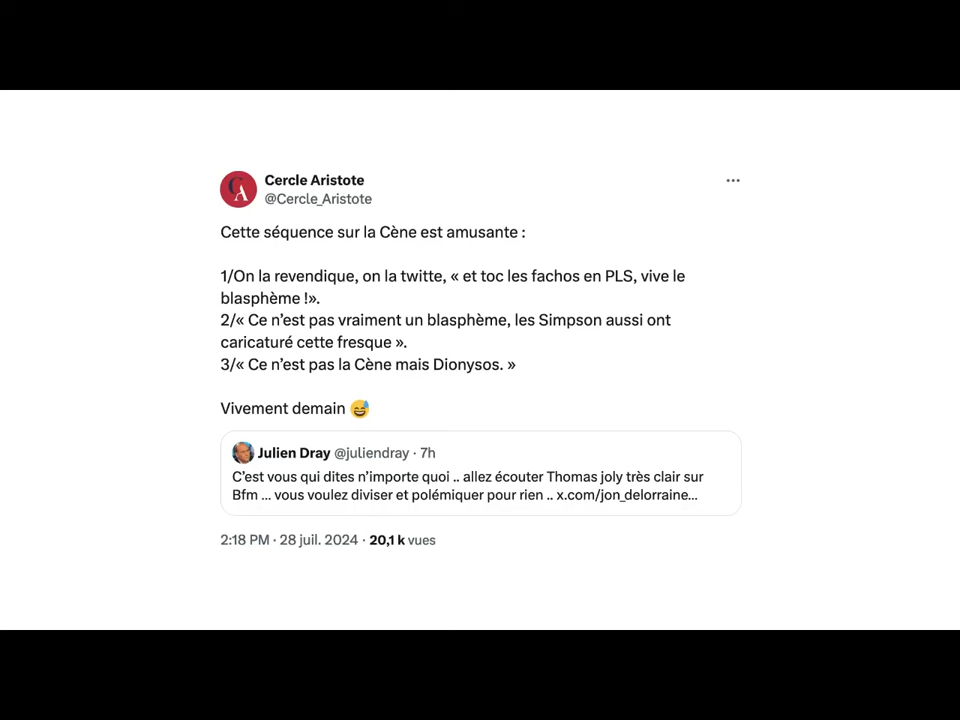 Cercle Aristote
@Cercle_Aristote
Cette séquence sur la Cène est amusante :
1/On la revendique, on la twitte, « et toc les fachos en PLS, vive le
blasphème !».
2/« Ce n’est pas vraiment un blasphème, les Simpson aussi ont
caricaturé cette fresque ».
3/« Ce n’est pas la Cène mais Dionysos. »
Vivement demain 😅
Julien Dray @juliendray · 7h
C’est vous qui dites n’importe quoi .. allez écouter Thomas joly très clair sur
Bfm ... vous voulez diviser et polémiquer pour rien .. x.com/jon_delorraine...
2:18 PM · 28 juil. 2024 · 20,1 k vues